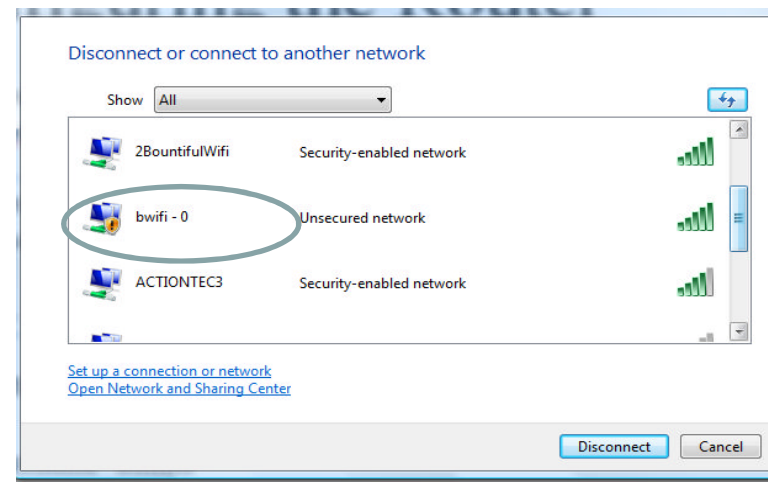 Disconnect or connect to another network
Show All
2BountifulWifi Security-enabled network
bwifi - 0 Unsecured network
ACTIONTEC3 Security-enabled network
Set up a connection or network
Open Network and Sharing Center
Disconnect Cancel